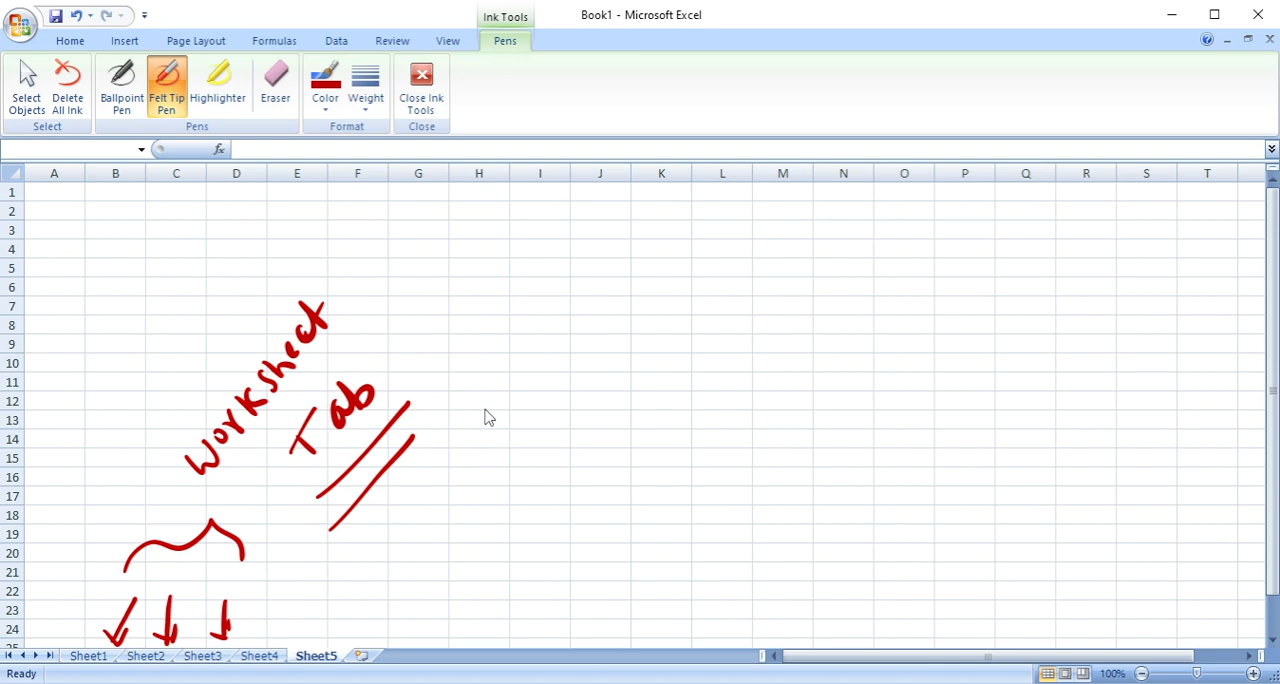 Ink Tools
Book1 - Microsoft Excel
Home Insert Page Layout Formulas Data Review View Pens
Select Objects
Delete All Ink
Ballpoint Pen
Felt Tip Pen
Highlighter
Eraser
Color
Weight
Close Ink Tools
Select Pens Format Close
fx
A B C D E F G H I J K L M N O P Q R S T
1
2
3
4
5
6
7
8
9
10
11
12
13
14
15
16
17
18
19
20
21
22
23
24
25
Worksheet
Tab
Sheet1 Sheet2 Sheet3 Sheet4 Sheet5
Ready 100%